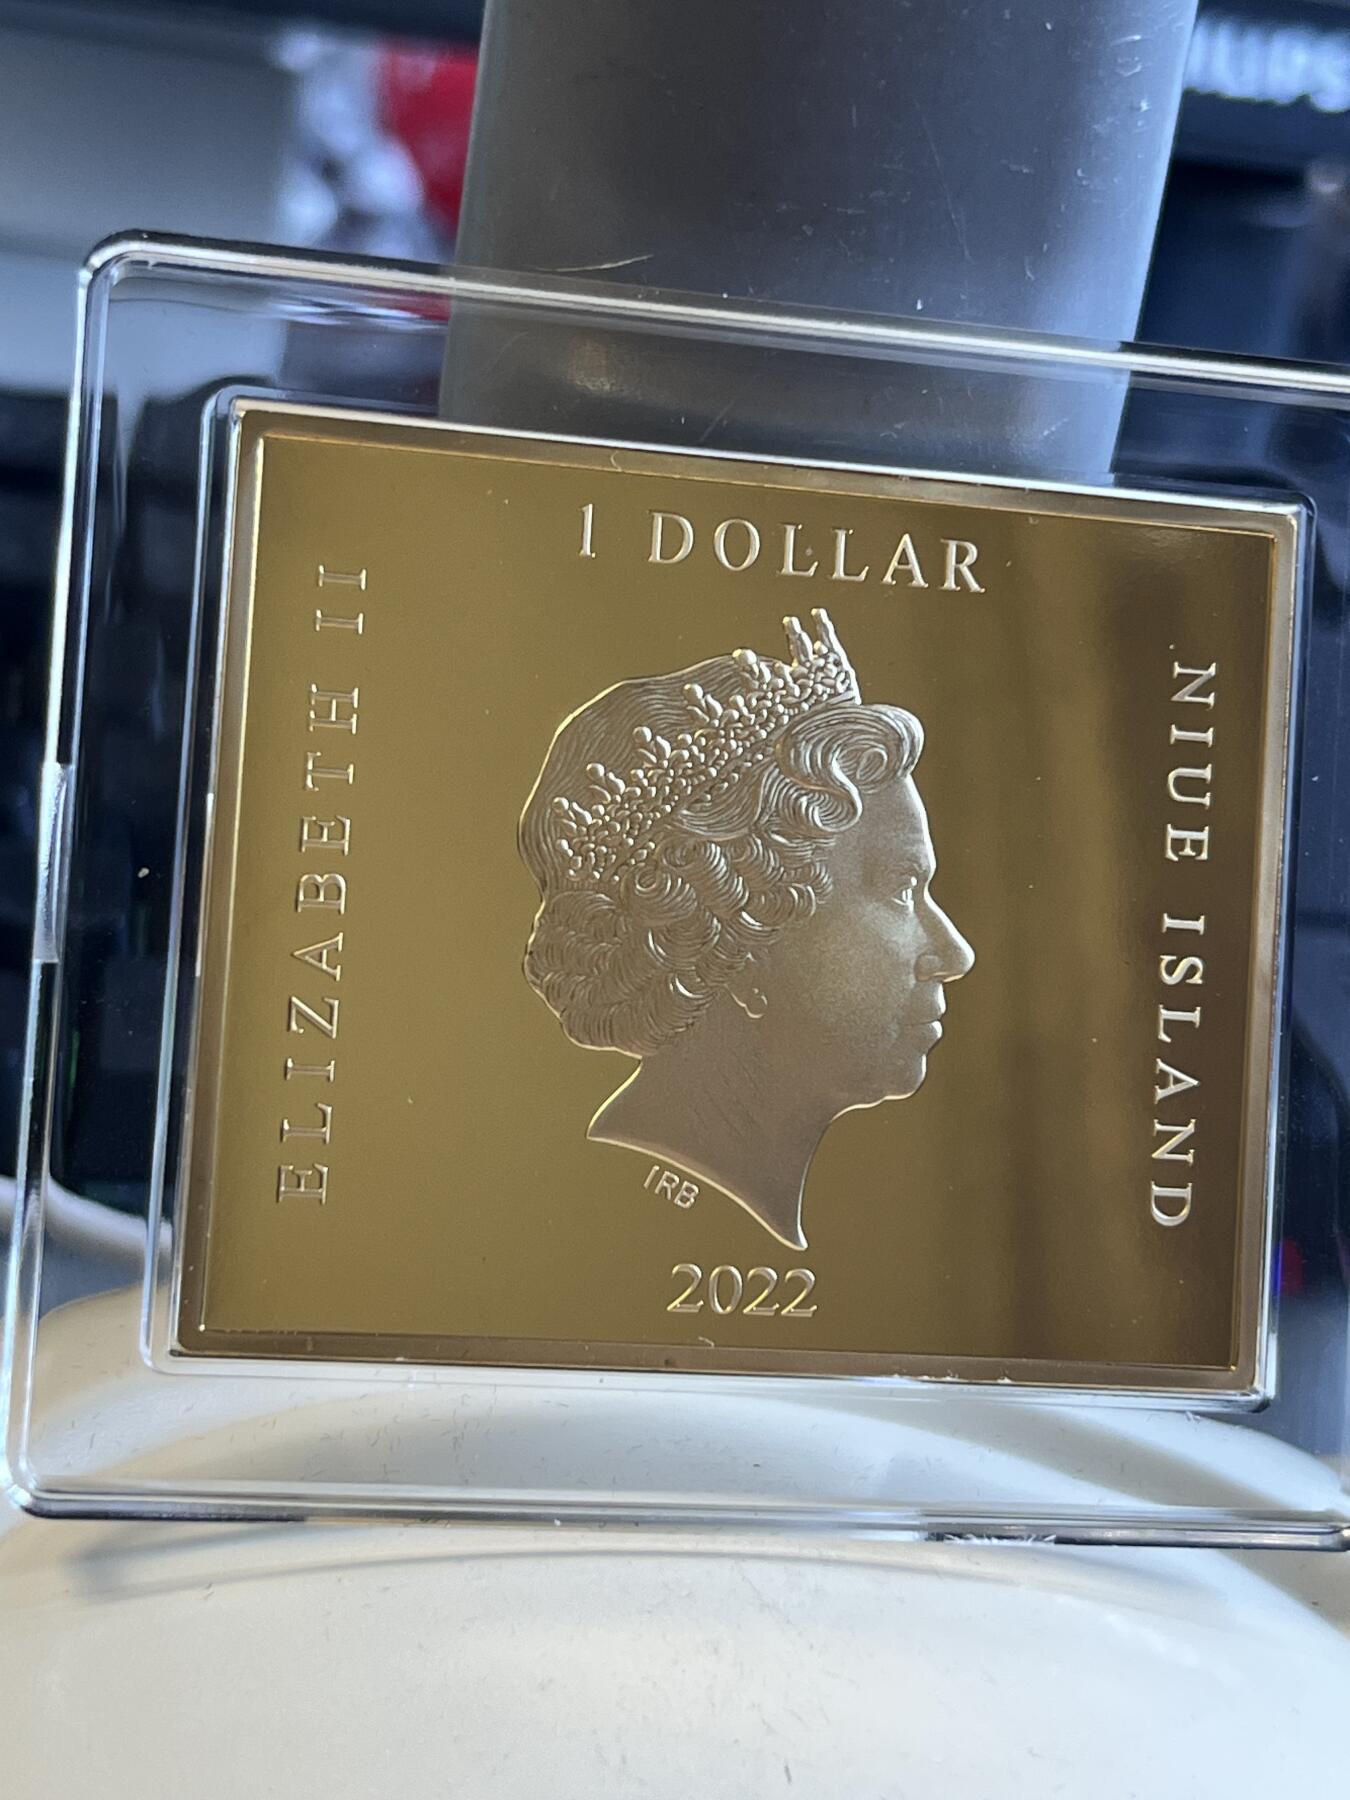 1 DOLLAR
ELIZABETH II
NIUE ISLAND
IRB
2022